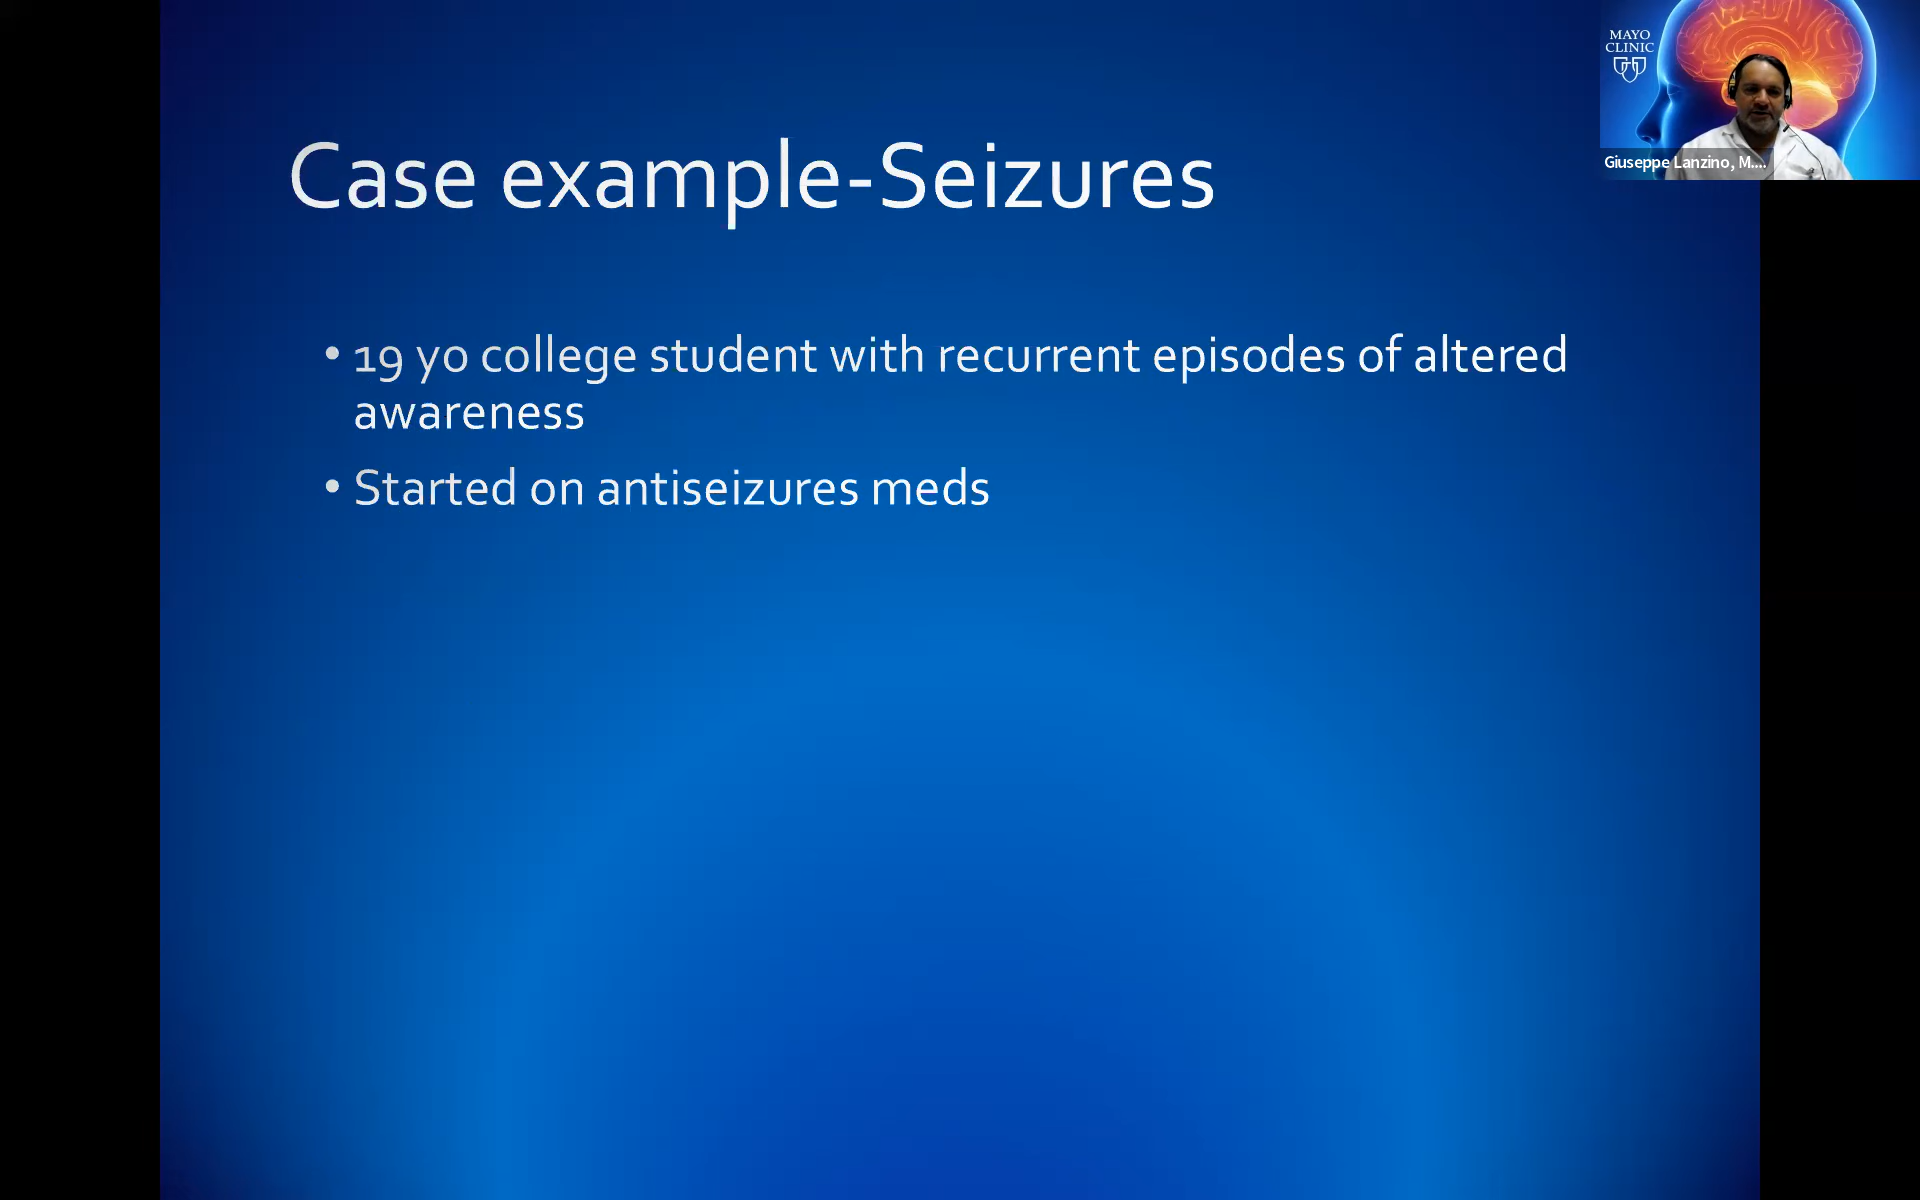 MAYO
CLINIC
Giuseppe Lanzino, M....
Case example-Seizures
• 19 yo college student with recurrent episodes of altered
awareness
• Started on antiseizures meds